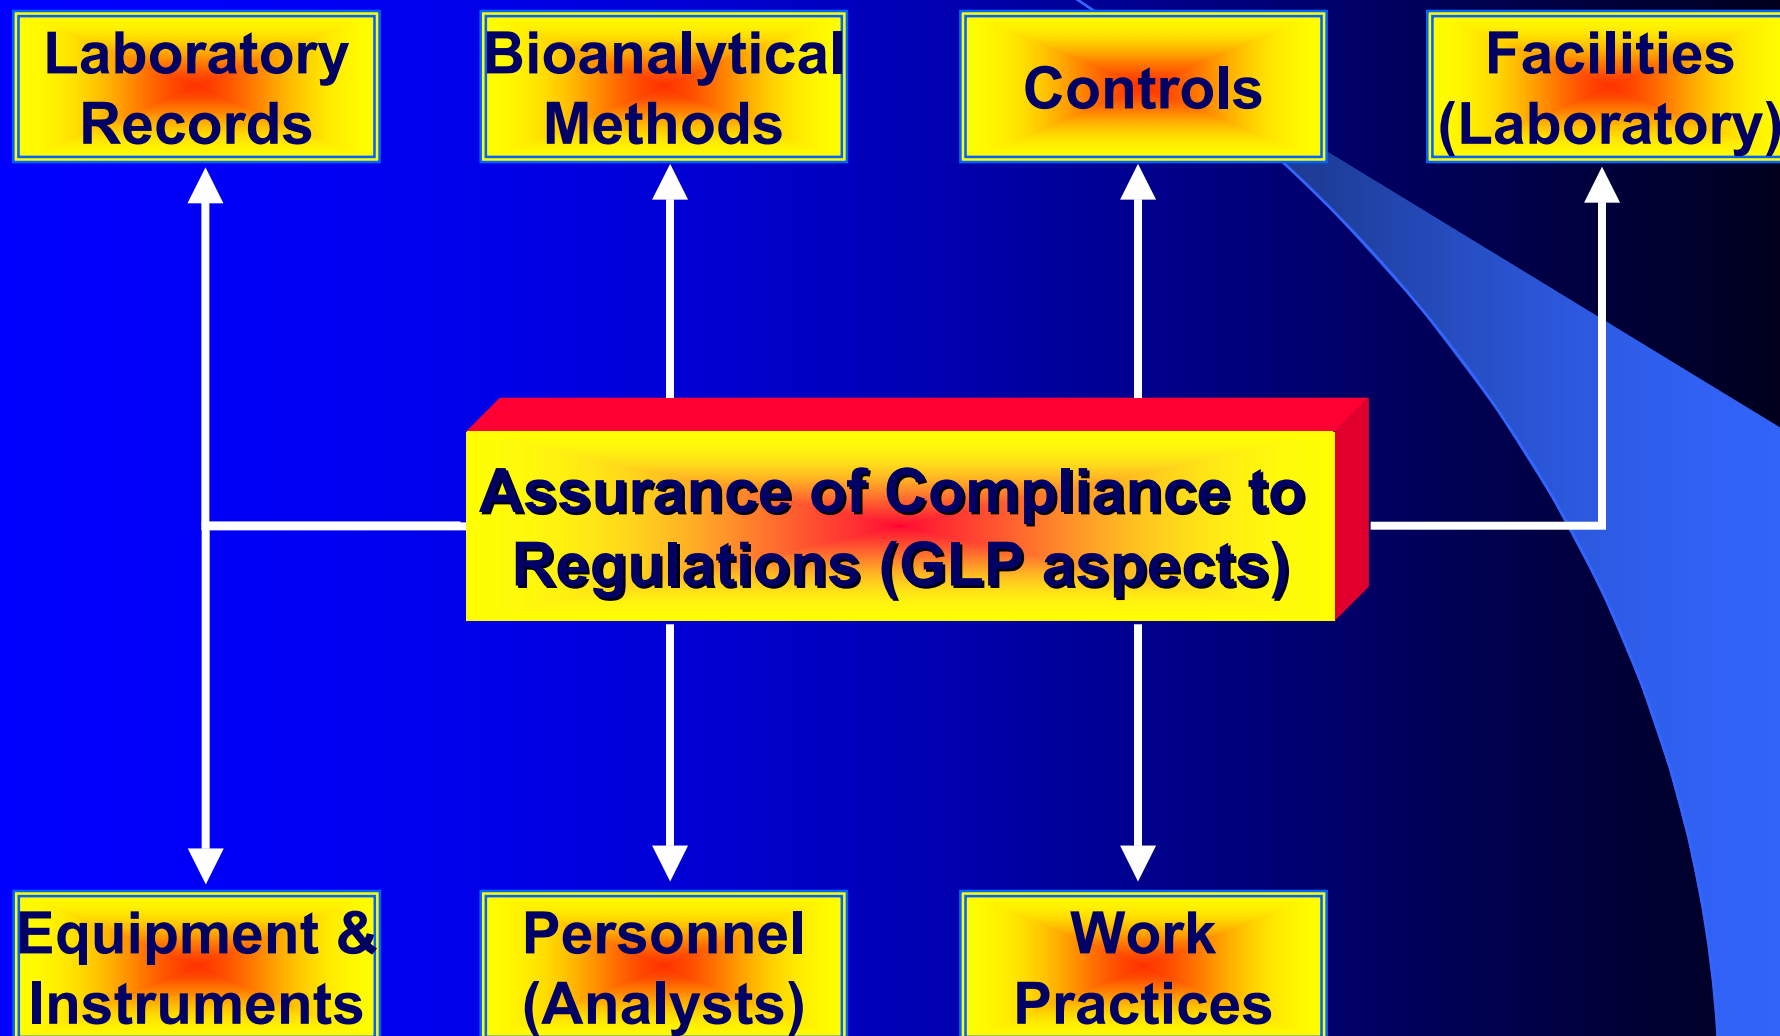 Laboratory
Records
Bioanalytical
Methods
Controls
Facilities
(Laboratory)
Assurance of Compliance to
Regulations (GLP aspects)
Equipment &
Instruments
Personnel
(Analysts)
Work
Practices